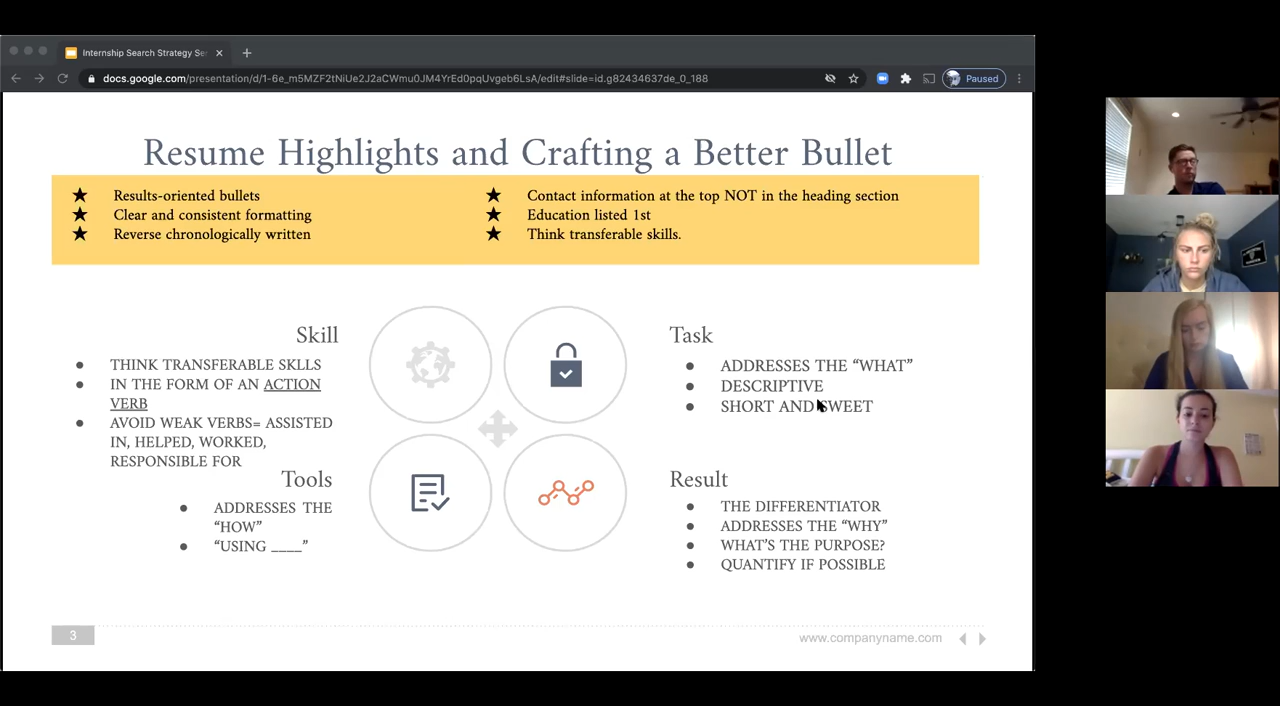 Internship Search Strategy Se
docs.google.com/presentation/d/1-6e_m5MZF2tNiUe2J2aCWmu0JM4YrEd0pqUvgeb6LsA/edit#slide=id.g82434637de_0_188
Paused
Resume Highlights and Crafting a Better Bullet
Results-oriented bullets
Clear and consistent formatting
Reverse chronologically written
Contact information at the top NOT in the heading section
Education listed 1st
Think transferable skills.
Skill
THINK TRANSFERABLE SKLLS
IN THE FORM OF AN ACTION
VERB
AVOID WEAK VERBS= ASSISTED
IN, HELPED, WORKED,
RESPONSIBLE FOR
Task
ADDRESSES THE “WHAT”
DESCRIPTIVE
SHORT AND SWEET
Tools
ADDRESSES THE
“HOW”
“USING ____”
Result
THE DIFFERENTIATOR
ADDRESSES THE “WHY”
WHAT’S THE PURPOSE?
QUANTIFY IF POSSIBLE
3
www.companyname.com